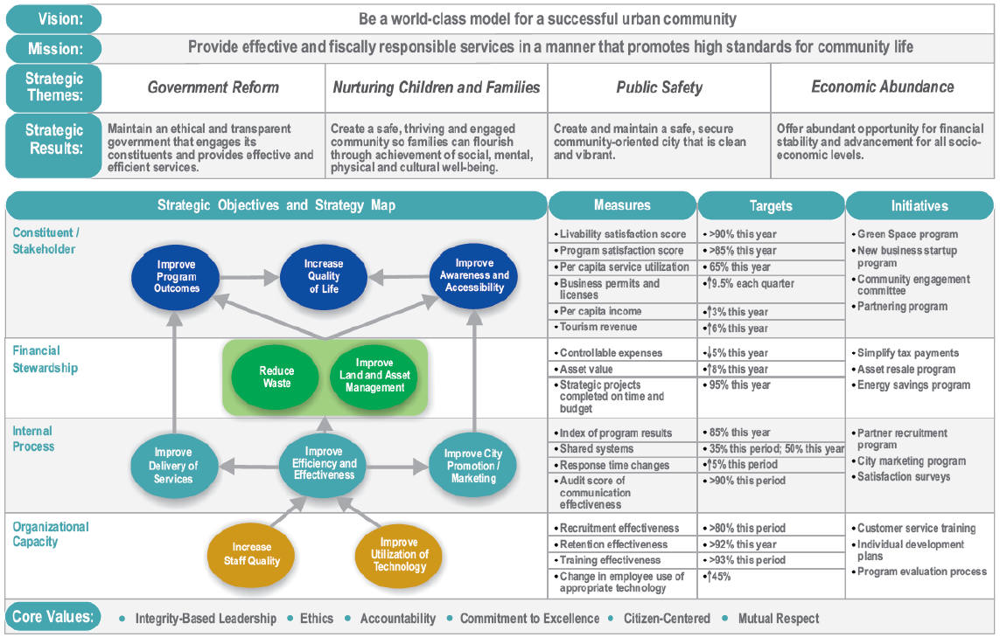 Vision:
Be a world-class model for a successful urban community
Mission:
Provide effective and fiscally responsible services in a manner that promotes high standards for community life
Strategic
Themes:
Government Reform
Nurturing Children and Families
Public Safety
Economic Abundance
Strategic
Results:
Maintain an ethical and transparent
government that engages its
constituents and provides effective and
efficient services.
Create a safe, thriving and engaged
community so families can flourish
through achievement of social, mental,
physical and cultural well-being.
Create and maintain a safe, secure
community-oriented city that is clean
and vibrant.
Offer abundant opportunity for financial
stability and advancement for all socio-
economic levels.
Strategic Objectives and Strategy Map
Measures
Targets
Initiatives
Constituent /
Stakeholder
Improve
Program
Outcomes
Increase
Quality
of Life
Improve
Awareness and
Accessibility
• Livability satisfaction score
• Program satisfaction score
• Per capita service utilization
• Business permits and
licenses
• Per capita income
• Tourism revenue
• >90% this year
• >85% this year
• 65% this year
• ↑9.5% each quarter
• ↑3% this year
• ↑6% this year
• Green Space program
• New business startup
program
• Community engagement
committee
• Partnering program
Financial
Stewardship
Reduce
Waste
Improve
Land and Asset
Management
• Controllable expenses
• Asset value
• Strategic projects
completed on time and
budget
• ↓5% this year
• ↑8% this year
• 95% this year
• Simplify tax payments
• Asset resale program
• Energy savings program
Internal
Process
Improve
Delivery of
Services
Improve
Efficiency and
Effectiveness
Improve City
Promotion /
Marketing
• Index of program results
• Shared systems
• Response time changes
• Audit score of
communication
effectiveness
• 85% this year
• 35% this period; 50% this year
• ↑5% this period
• >90% this period
• Partner recruitment
program
• City marketing program
• Satisfaction surveys
Organizational
Capacity
Increase
Staff Quality
Improve
Utilization of
Technology
• Recruitment effectiveness
• Retention effectiveness
• Training effectiveness
• Change in employee use of
appropriate technology
• >80% this period
• >92% this year
• >93% this period
• ↑45%
• Customer service training
• Individual development
plans
• Program evaluation process
Core Values:
• Integrity-Based Leadership • Ethics • Accountability • Commitment to Excellence • Citizen-Centered • Mutual Respect